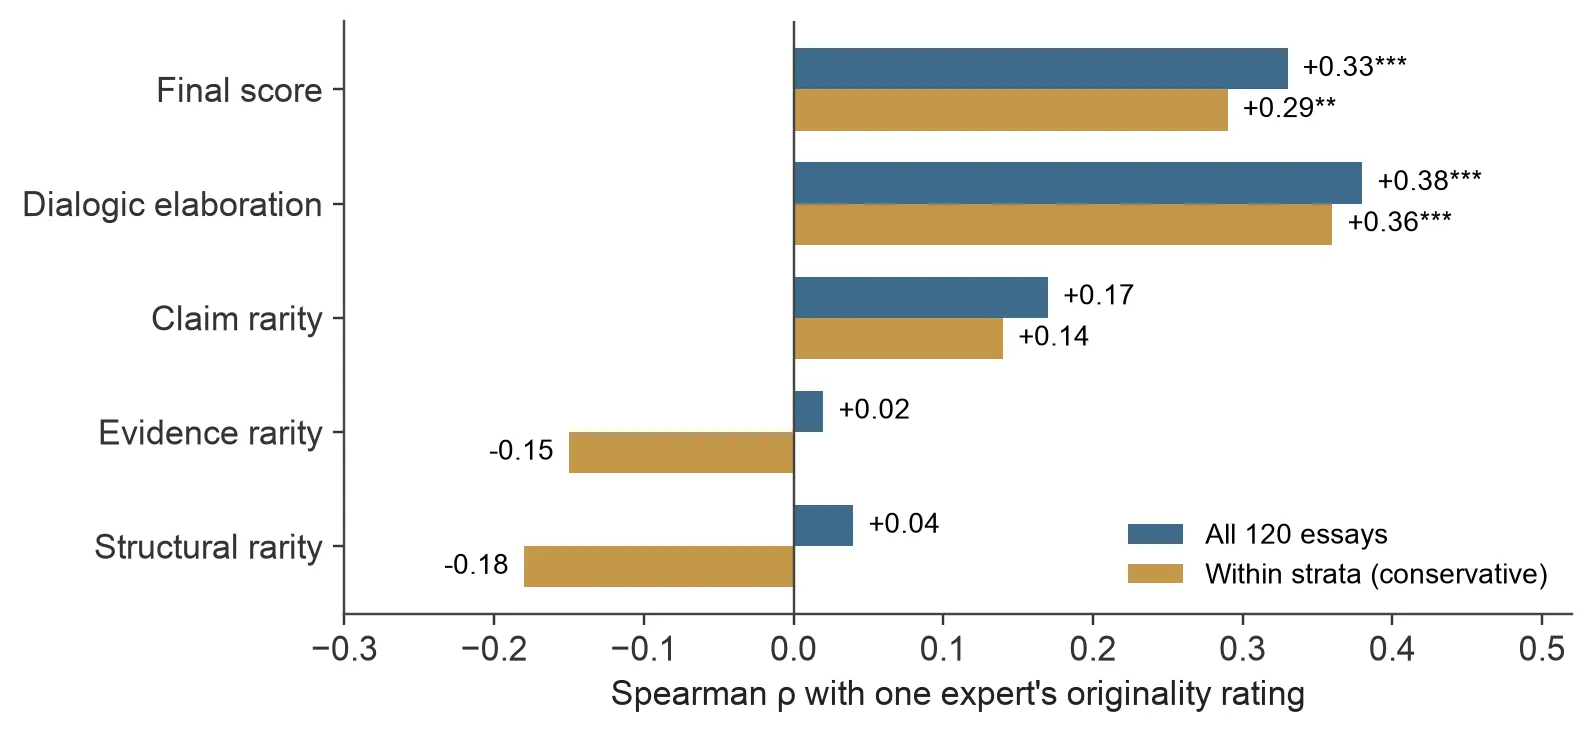 Final score
+0.33***
+0.29**
Dialogic elaboration
+0.38***
+0.36***
Claim rarity
+0.17
+0.14
Evidence rarity
+0.02
-0.15
Structural rarity
+0.04
-0.18
All 120 essays
Within strata (conservative)
−0.3 −0.2 −0.1 0.0 0.1 0.2 0.3 0.4 0.5
Spearman ρ with one expert's originality rating